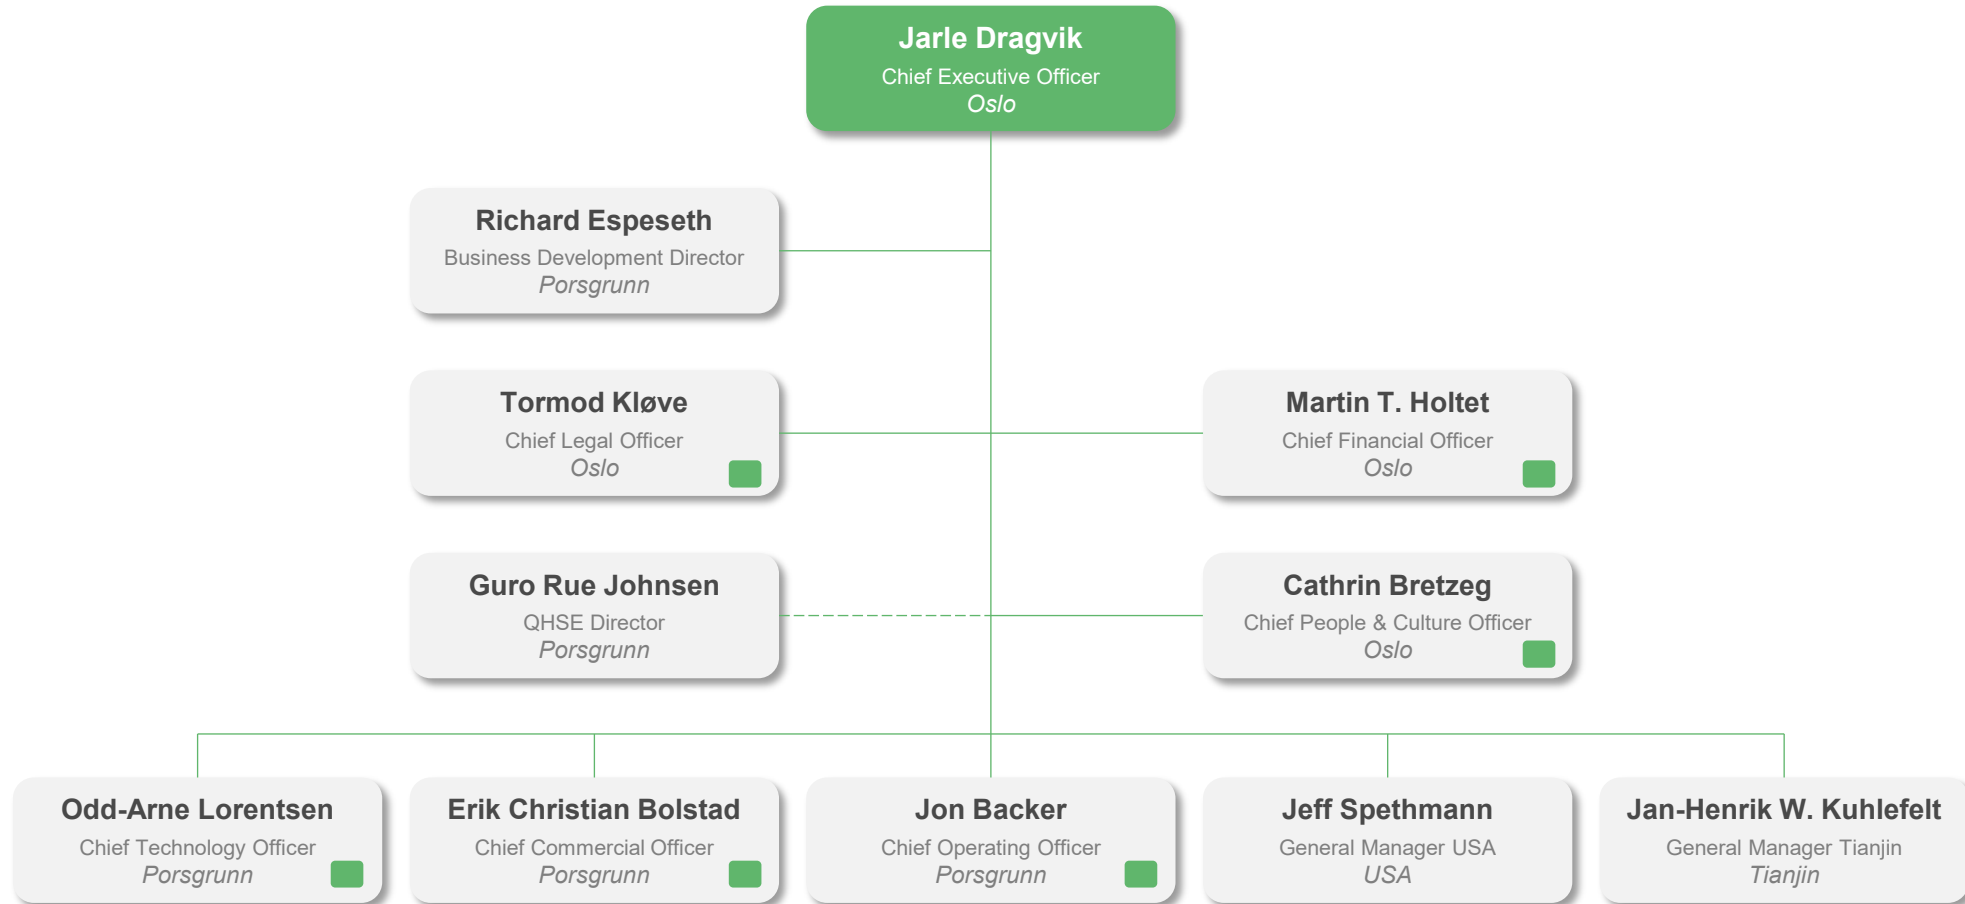 Jarle Dragvik
Chief Executive Officer
Oslo
Richard Espeseth
Business Development Director
Porsgrunn
Tormod Kløve
Chief Legal Officer
Oslo
Martin T. Holtet
Chief Financial Officer
Oslo
Guro Rue Johnsen
QHSE Director
Porsgrunn
Cathrin Bretzeg
Chief People & Culture Officer
Oslo
Odd-Arne Lorentsen
Chief Technology Officer
Porsgrunn
Erik Christian Bolstad
Chief Commercial Officer
Porsgrunn
Jon Backer
Chief Operating Officer
Porsgrunn
Jeff Spethmann
General Manager USA
USA
Jan-Henrik W. Kuhlefelt
General Manager Tianjin
Tianjin